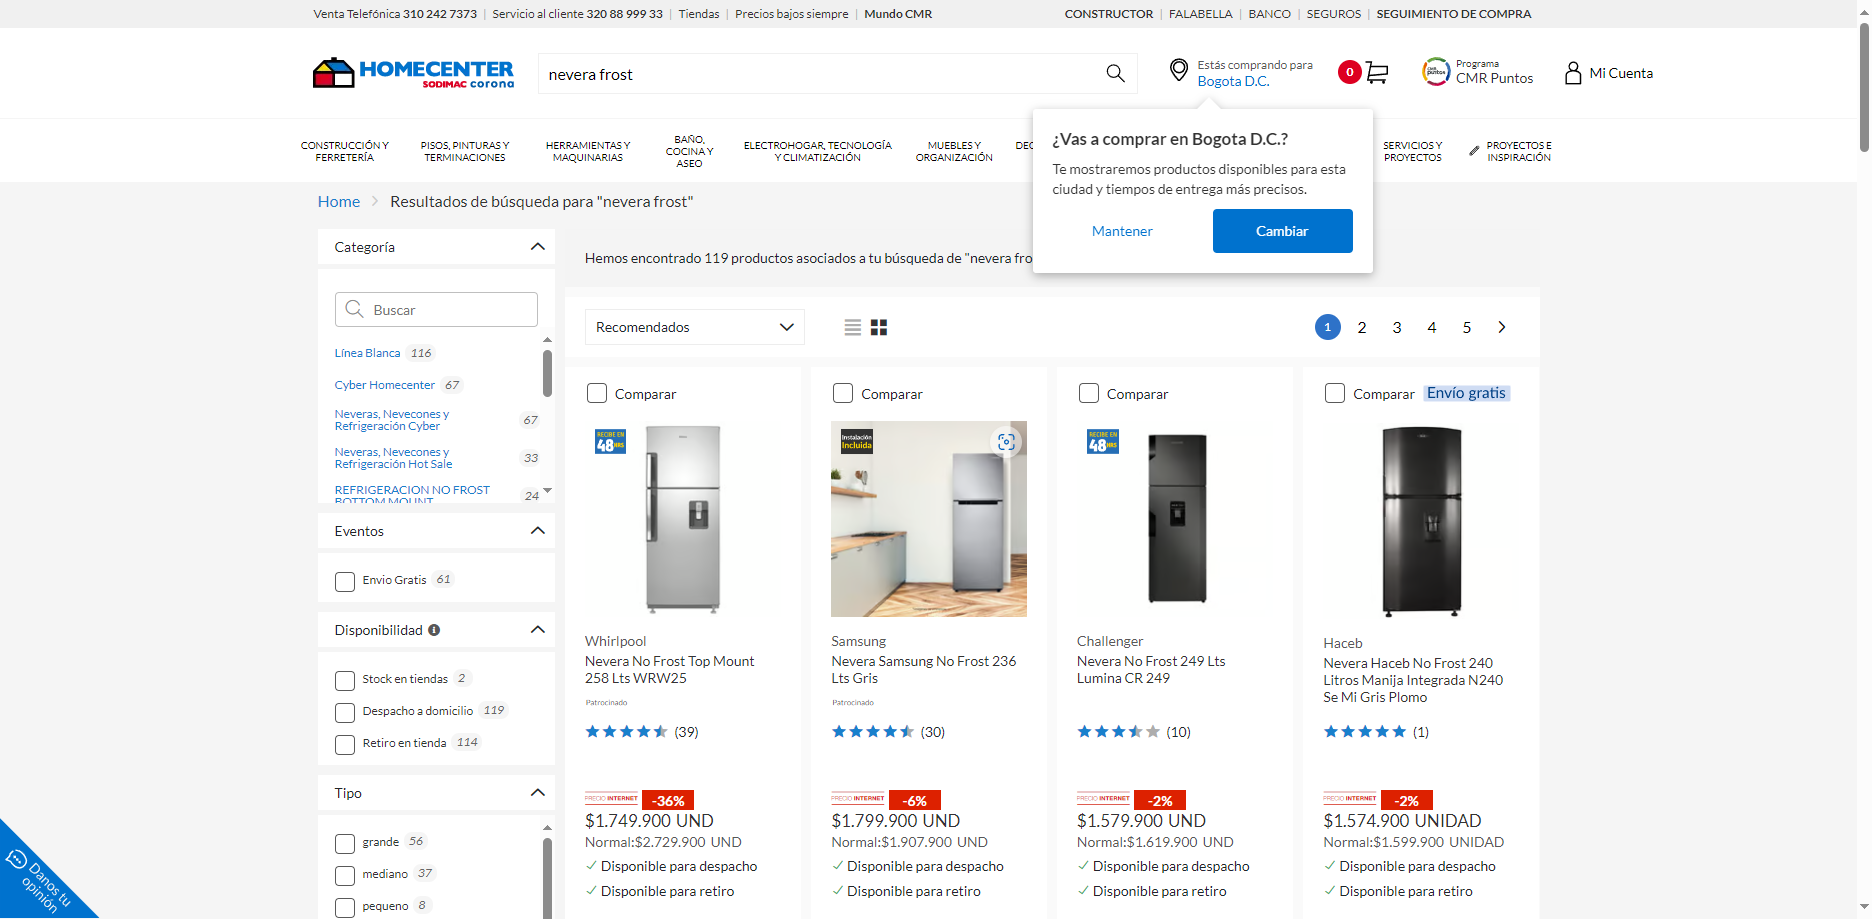 Venta Telefónica 310 242 7373 | Servicio al cliente 320 88 999 33 | Tiendas | Precios bajos siempre | Mundo CMR
CONSTRUCTOR | FALABELLA | BANCO | SEGUROS | SEGUIMIENTO DE COMPRA
HOMECENTER
SODIMAC corona
nevera frost
Estás comprando para
Bogota D.C.
0
CMR puntos
Programa
CMR Puntos
Mi Cuenta
CONSTRUCCIÓN Y
FERRETERÍA
PISOS, PINTURAS Y
TERMINACIONES
HERRAMIENTAS Y
MAQUINARIAS
BAÑO,
COCINA Y
ASEO
ELECTROHOGAR, TECNOLOGÍA
Y CLIMATIZACIÓN
MUEBLES Y
ORGANIZACIÓN
SERVICIOS Y
PROYECTOS
PROYECTOS E
INSPIRACIÓN
¿Vas a comprar en Bogota D.C.?
Te mostraremos productos disponibles para esta
ciudad y tiempos de entrega más precisos.
Mantener
Cambiar
Home > Resultados de búsqueda para "nevera frost"
Categoría
Buscar
Línea Blanca 116
Cyber Homecenter 67
Neveras, Nevecones y
Refrigeración Cyber 67
Neveras, Nevecones y
Refrigeración Hot Sale 33
REFRIGERACION NO FROST
BOTTOM MOUNT 24
Eventos
Envio Gratis 61
Disponibilidad
Stock en tiendas 2
Despacho a domicilio 119
Retiro en tienda 114
Tipo
grande 56
mediano 37
pequeno 8
Danos tu
opinión
Hemos encontrado 119 productos asociados a tu búsqueda de "nevera fro
Recomendados
1 2 3 4 5
Comparar
RECIBE EN
48HRS
Whirlpool
Nevera No Frost Top Mount
258 Lts WRW25
Patrocinado
(39)
PRECIO INTERNET -36%
$1.749.900 UND
Normal:$2.729.900 UND
Disponible para despacho
Disponible para retiro
Comparar
Instalación
Incluida
Samsung
Nevera Samsung No Frost 236
Lts Gris
Patrocinado
(30)
PRECIO INTERNET -6%
$1.799.900 UND
Normal:$1.907.900 UND
Disponible para despacho
Disponible para retiro
Comparar
RECIBE EN
48HRS
Challenger
Nevera No Frost 249 Lts
Lumina CR 249
(10)
PRECIO INTERNET -2%
$1.579.900 UND
Normal:$1.619.900 UND
Disponible para despacho
Disponible para retiro
Comparar Envío gratis
Haceb
Nevera Haceb No Frost 240
Litros Manija Integrada N240
Se Mi Gris Plomo
(1)
PRECIO INTERNET -2%
$1.574.900 UNIDAD
Normal:$1.599.900 UNIDAD
Disponible para despacho
Disponible para retiro